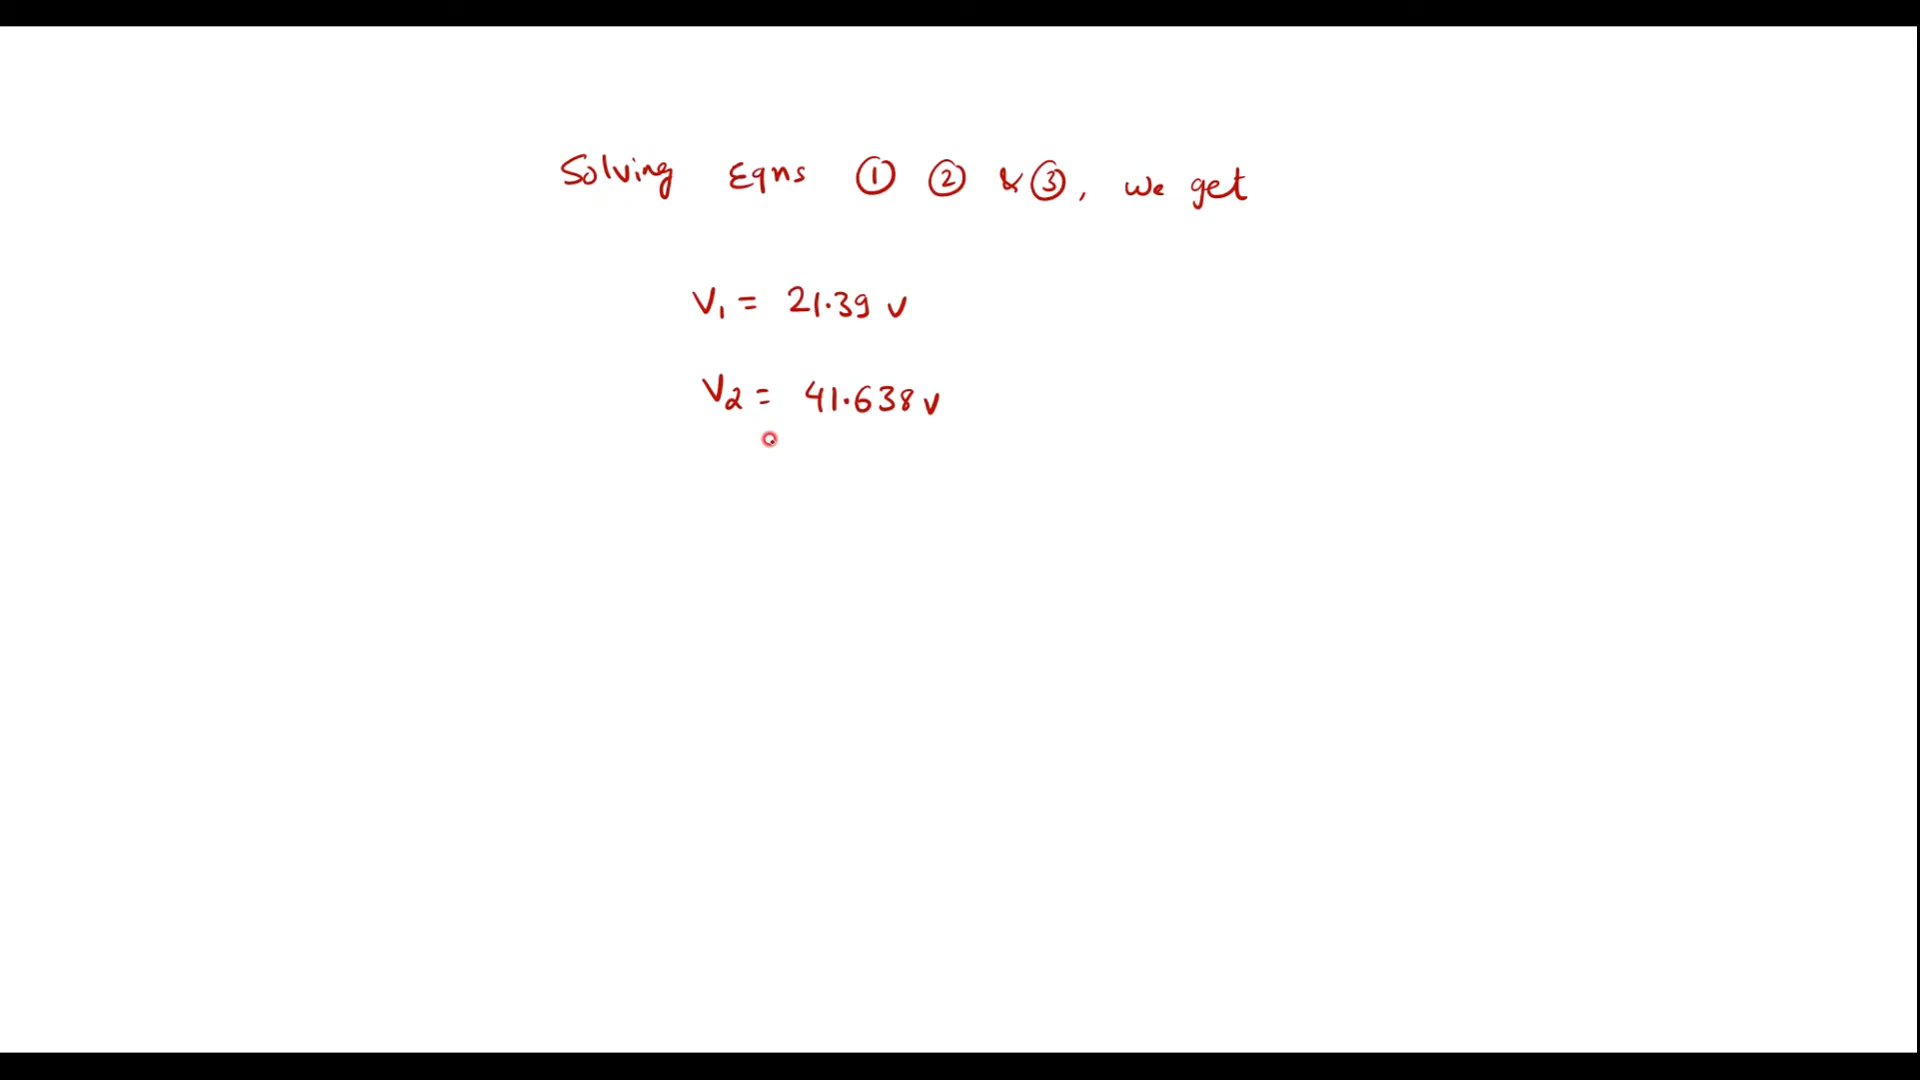 Solving Eqns ① ② & ③, we get
V₁ = 21.39 v
V₂ = 41.638 v